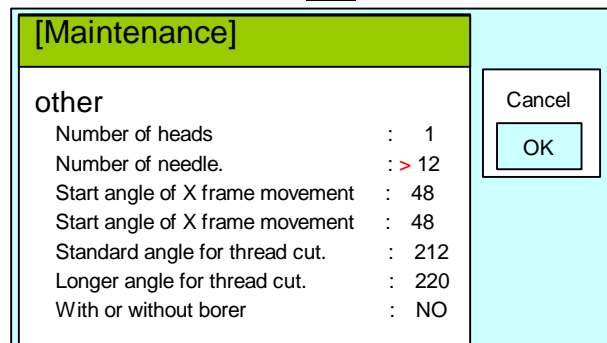 [Maintenance]
other
Number of heads : 1
Number of needle. : > 12
Start angle of X frame movement : 48
Start angle of X frame movement : 48
Standard angle for thread cut. : 212
Longer angle for thread cut. : 220
With or without borer : NO
Cancel
OK